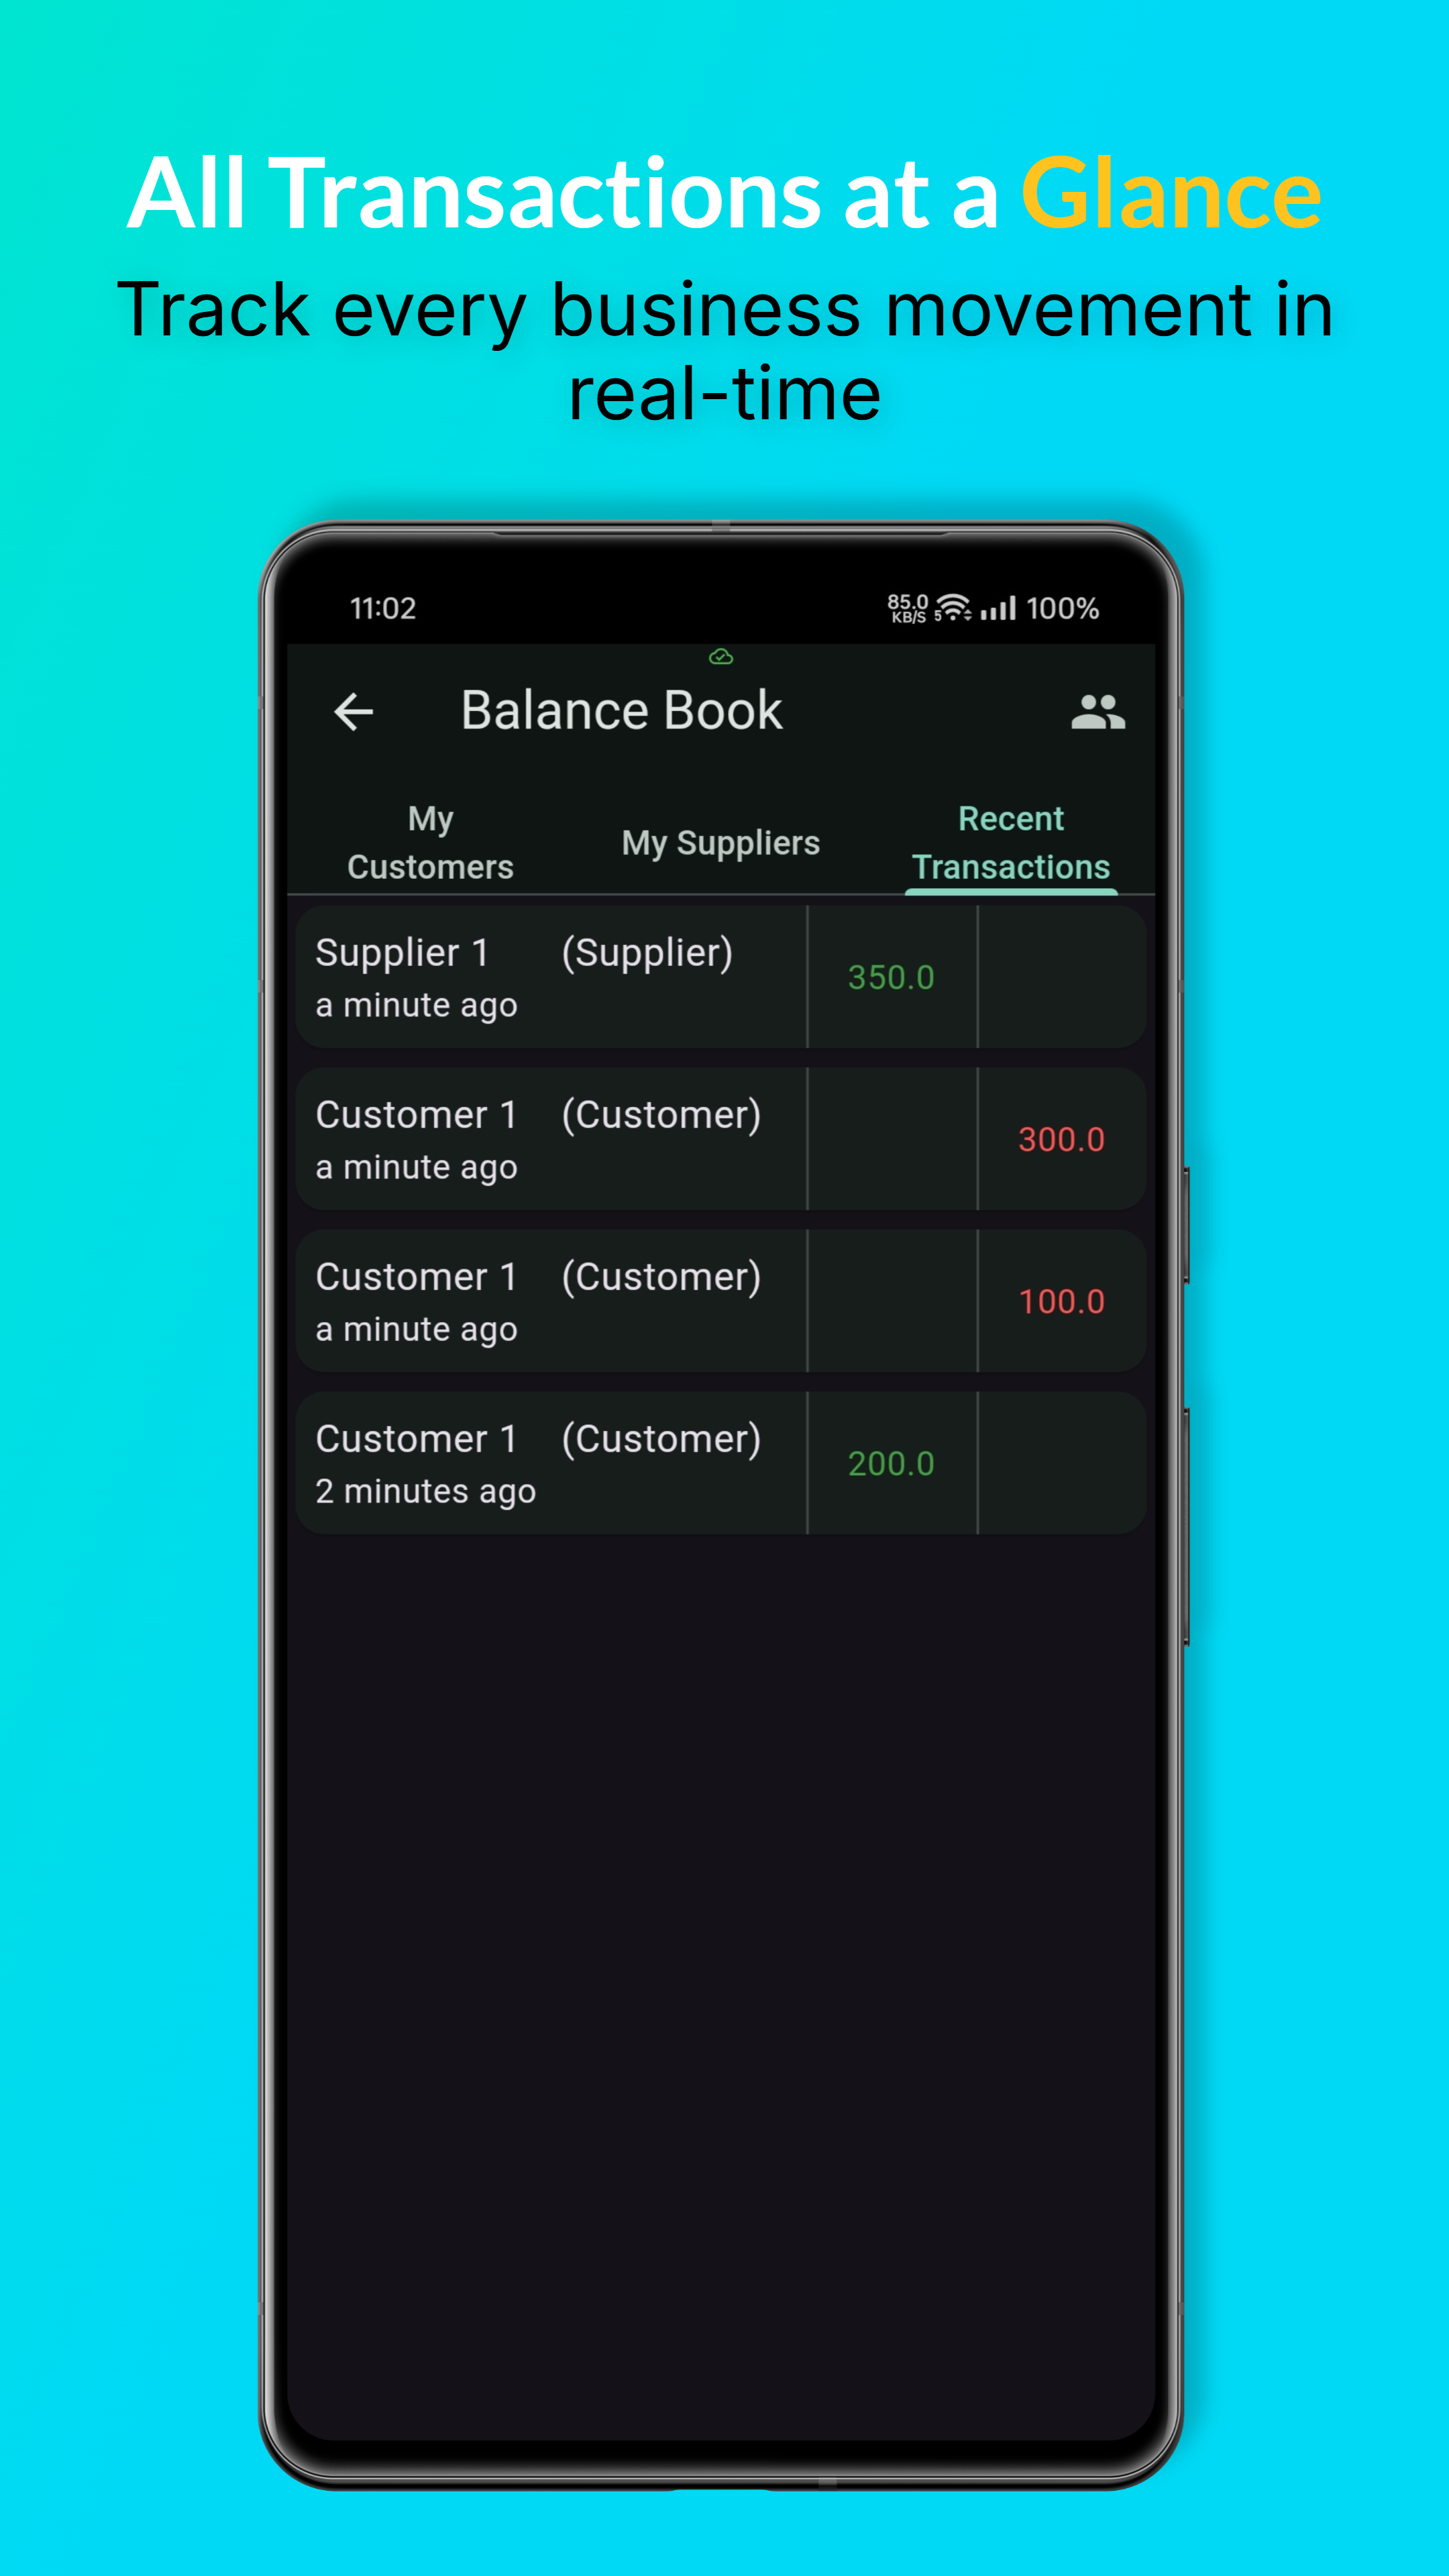 All Transactions at a Glance
Track every business movement in
real-time
11:02
85.0
KB/S
5
100%
Balance Book
My
Customers
My Suppliers
Recent
Transactions
Supplier 1 (Supplier)
a minute ago
350.0
Customer 1 (Customer)
a minute ago
300.0
Customer 1 (Customer)
a minute ago
100.0
Customer 1 (Customer)
2 minutes ago
200.0